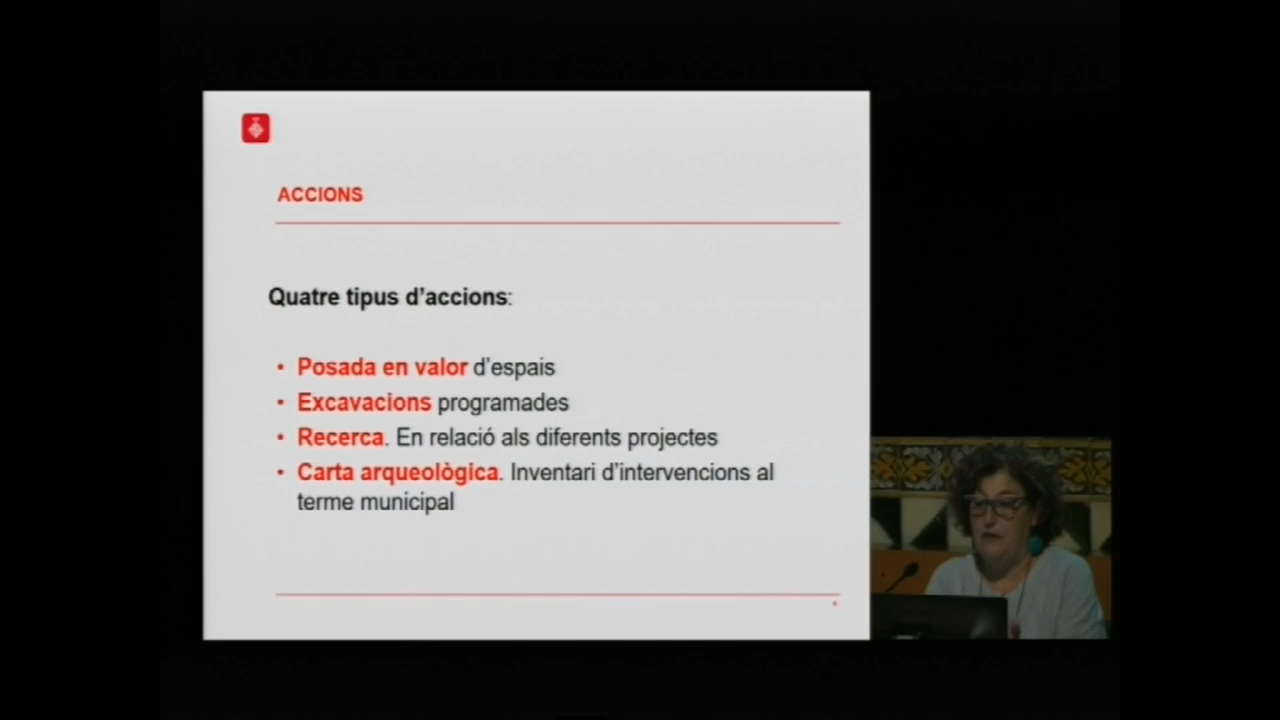 ACCIONS
Quatre tipus d'accions:
• Posada en valor d'espais
• Excavacions programades
• Recerca. En relació als diferents projectes
• Carta arqueològica. Inventari d'intervencions al
terme municipal